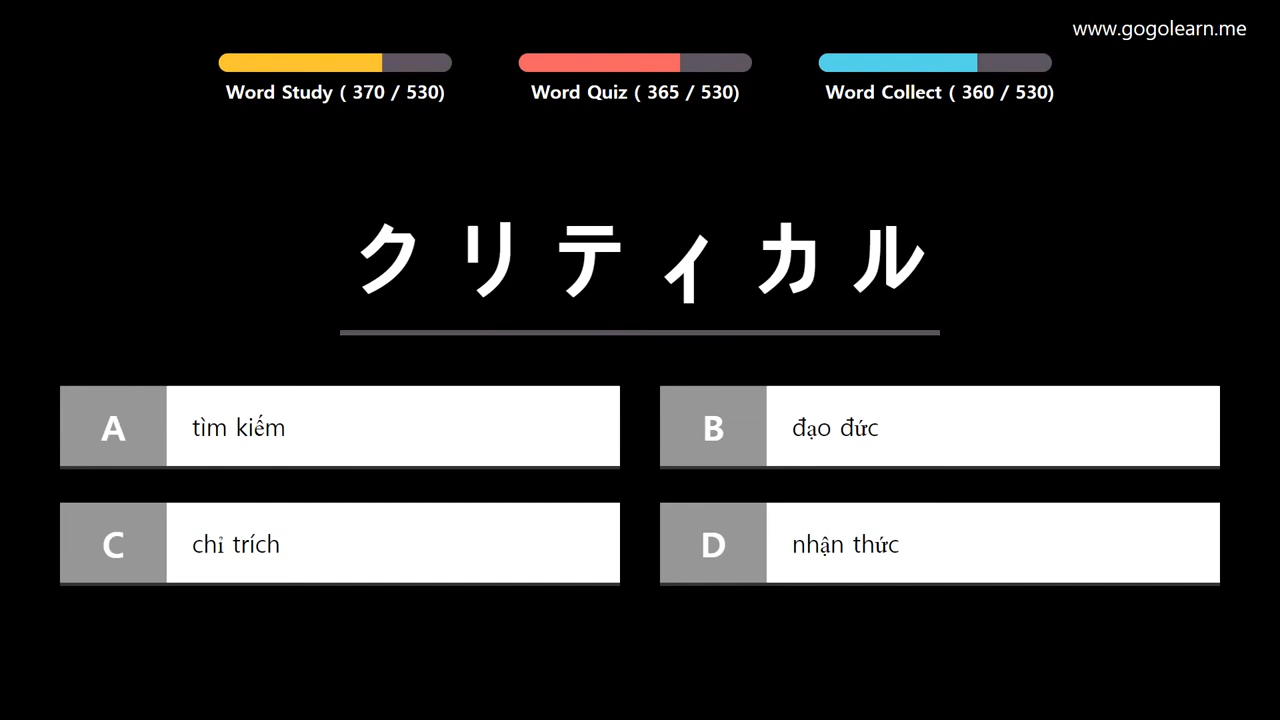 www.gogolearn.me
Word Study ( 370 / 530)
Word Quiz ( 365 / 530)
Word Collect ( 360 / 530)
クリティカル
A
tìm kiếm
B
đạo đức
C
chỉ trích
D
nhận thức